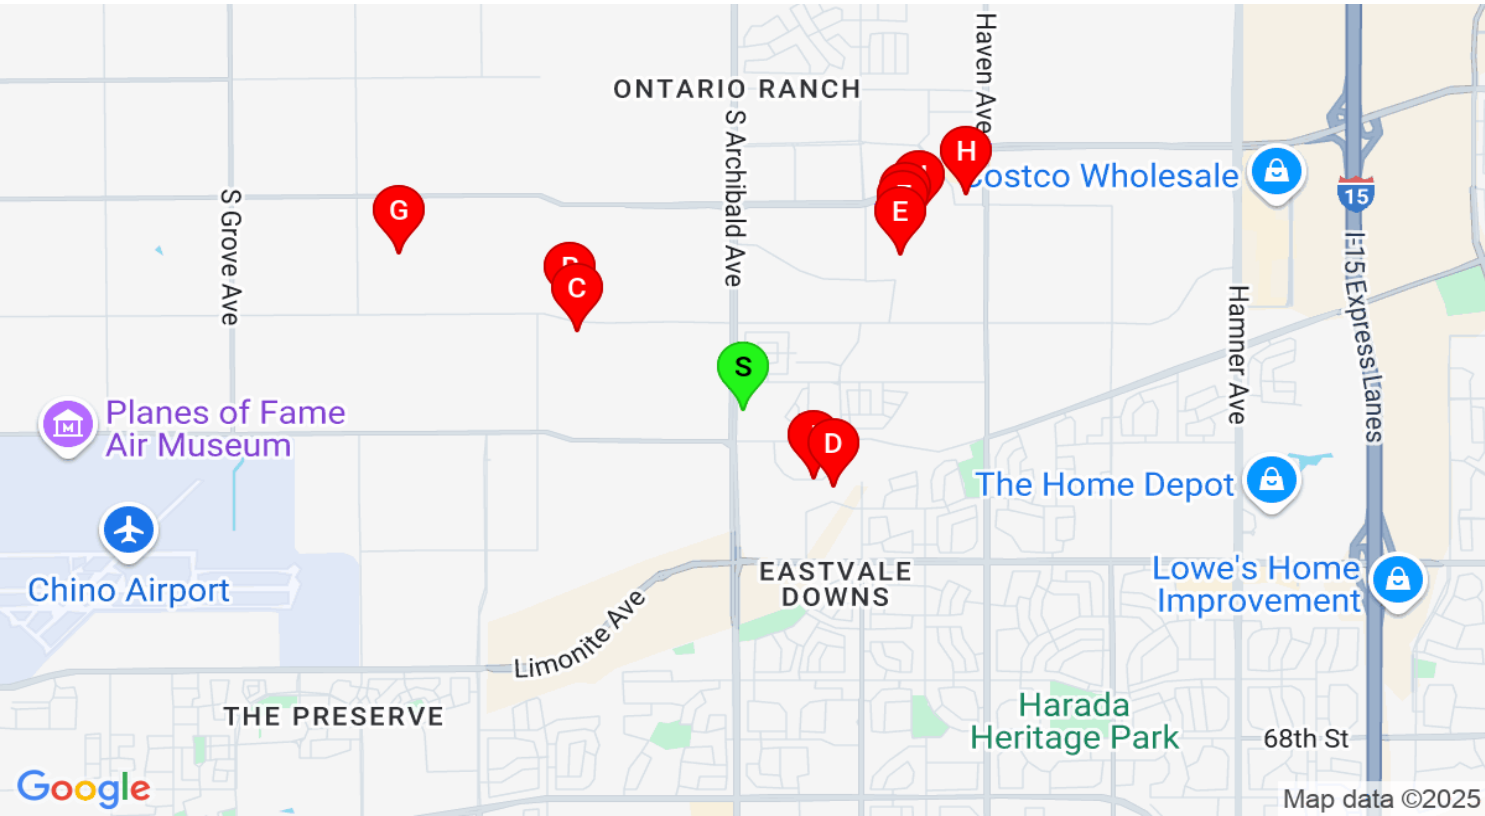 Haven Ave
ONTARIO RANCH
S Archibald Ave
H
Costco Wholesale
15
S Grove Ave
G
E
I-15 Express Lanes
C
Hamner Ave
S
Planes of Fame
Air Museum
D
The Home Depot
Chino Airport
EASTVALE
DOWNS
Lowe's Home
Improvement
Limonite Ave
THE PRESERVE
Harada
Heritage Park
68th St
Google
Map data ©2025